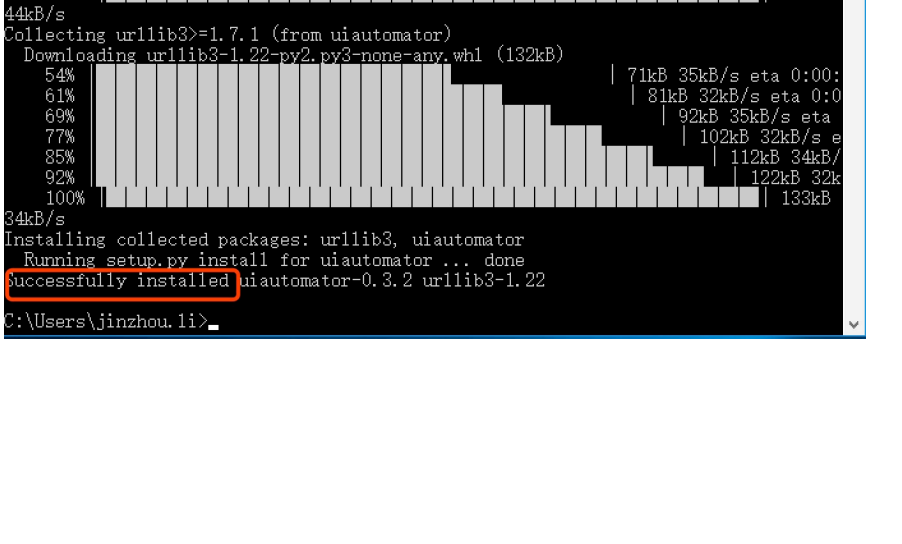 44kB/s
Collecting urllib3>=1.7.1 (from uiautomator)
Downloading urllib3-1.22-py2.py3-none-any.whl (132kB)
54% | | 71kB 35kB/s eta 0:00:
61% | | 81kB 32kB/s eta 0:0
69% | | 92kB 35kB/s eta
77% | | 102kB 32kB/s e
85% | | 112kB 34kB/
92% | | 122kB 32k
100% | | 133kB
34kB/s
Installing collected packages: urllib3, uiautomator
Running setup.py install for uiautomator ... done
Successfully installed uiautomator-0.3.2 urllib3-1.22
C:\Users\jinzhou.li>